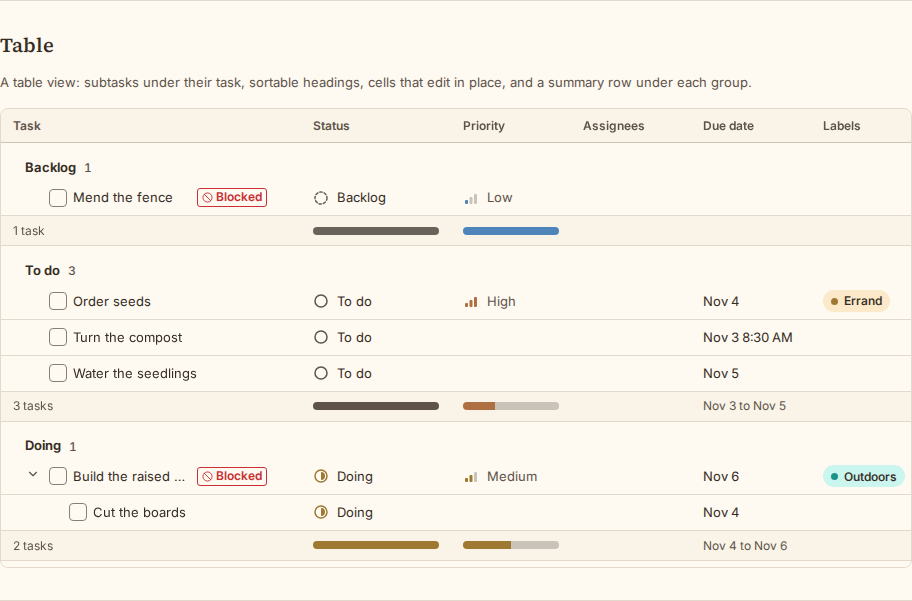 Table
A table view: subtasks under their task, sortable headings, cells that edit in place, and a summary row under each group.
Task Status Priority Assignees Due date Labels
Backlog 1
Mend the fence Blocked Backlog Low
1 task
To do 3
Order seeds To do High Nov 4 Errand
Turn the compost To do Nov 3 8:30 AM
Water the seedlings To do Nov 5
3 tasks Nov 3 to Nov 5
Doing 1
Build the raised ... Blocked Doing Medium Nov 6 Outdoors
Cut the boards Doing Nov 4
2 tasks Nov 4 to Nov 6